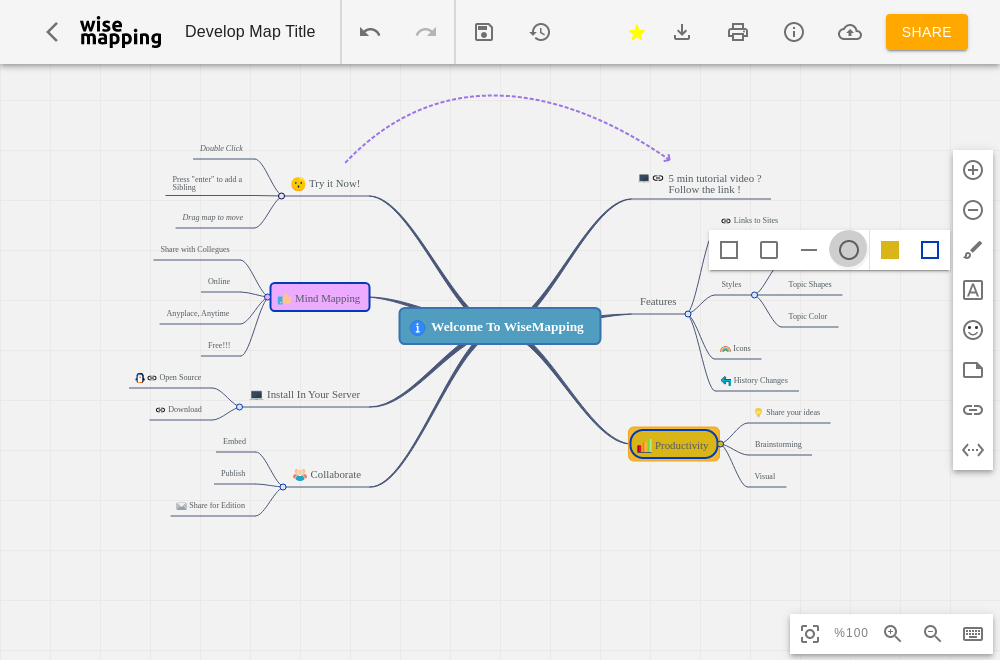 wise
mapping
Develop Map Title
SHARE
Double Click
Press "enter" to add a
Sibling
Drag map to move
Try it Now!
5 min tutorial video ?
Follow the link !
Share with Collegues
Online
Anyplace, Anytime
Free!!!
Mind Mapping
Welcome To WiseMapping
Links to Sites
Features
Styles
Topic Shapes
Topic Color
Icons
History Changes
Open Source
Download
Install In Your Server
Share your ideas
Productivity
Brainstorming
Visual
Embed
Publish
Share for Edition
Collaborate
A
%100